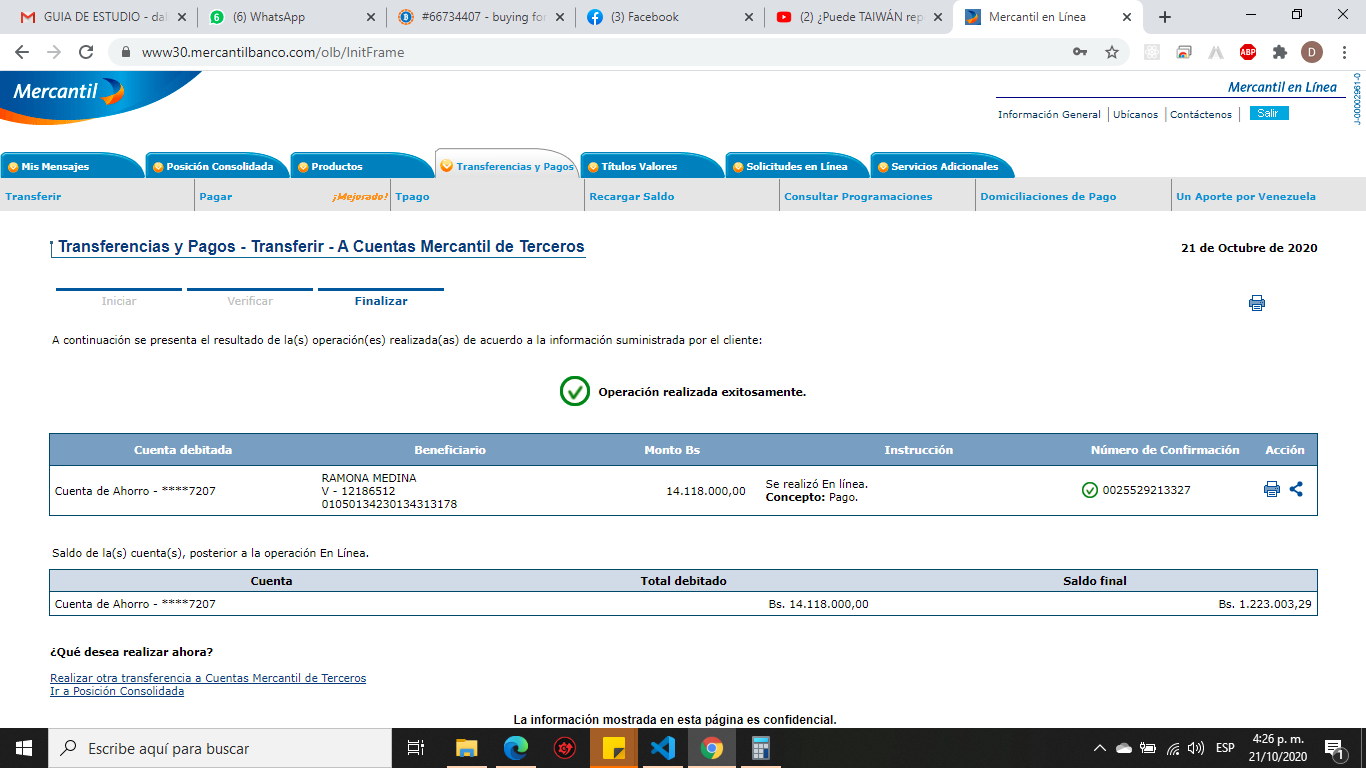 GUIA DE ESTUDIO - dal
(6) WhatsApp
#66734407 - buying for
(3) Facebook
(2) ¿Puede TAIWÁN rep
Mercantil en Línea
www30.mercantilbanco.com/olb/InitFrame
ABP
D
Mercantil
Mercantil en Línea
J-00002961-0
Información General
Ubícanos
Contáctenos
Salir
Mis Mensajes
Posición Consolidada
Productos
Transferencias y Pagos
Títulos Valores
Solicitudes en Línea
Servicios Adicionales
Transferir
Pagar
¡Mejorado!
Tpago
Recargar Saldo
Consultar Programaciones
Domiciliaciones de Pago
Un Aporte por Venezuela
Transferencias y Pagos - Transferir - A Cuentas Mercantil de Terceros
21 de Octubre de 2020
Iniciar
Verificar
Finalizar
A continuación se presenta el resultado de la(s) operación(es) realizada(as) de acuerdo a la información suministrada por el cliente:
Operación realizada exitosamente.
Cuenta debitada
Beneficiario
Monto Bs
Instrucción
Número de Confirmación
Acción
Cuenta de Ahorro - ****7207
RAMONA MEDINA
V - 12186512
01050134230134313178
14.118.000,00
Se realizó En línea.
Concepto: Pago.
0025529213327
Saldo de la(s) cuenta(s), posterior a la operación En Línea.
Cuenta
Total debitado
Saldo final
Cuenta de Ahorro - ****7207
Bs. 14.118.000,00
Bs. 1.223.003,29
¿Qué desea realizar ahora?
Realizar otra transferencia a Cuentas Mercantil de Terceros
Ir a Posición Consolidada
La información mostrada en esta página es confidencial.
Escribe aquí para buscar
ESP
4:26 p. m.
21/10/2020
1